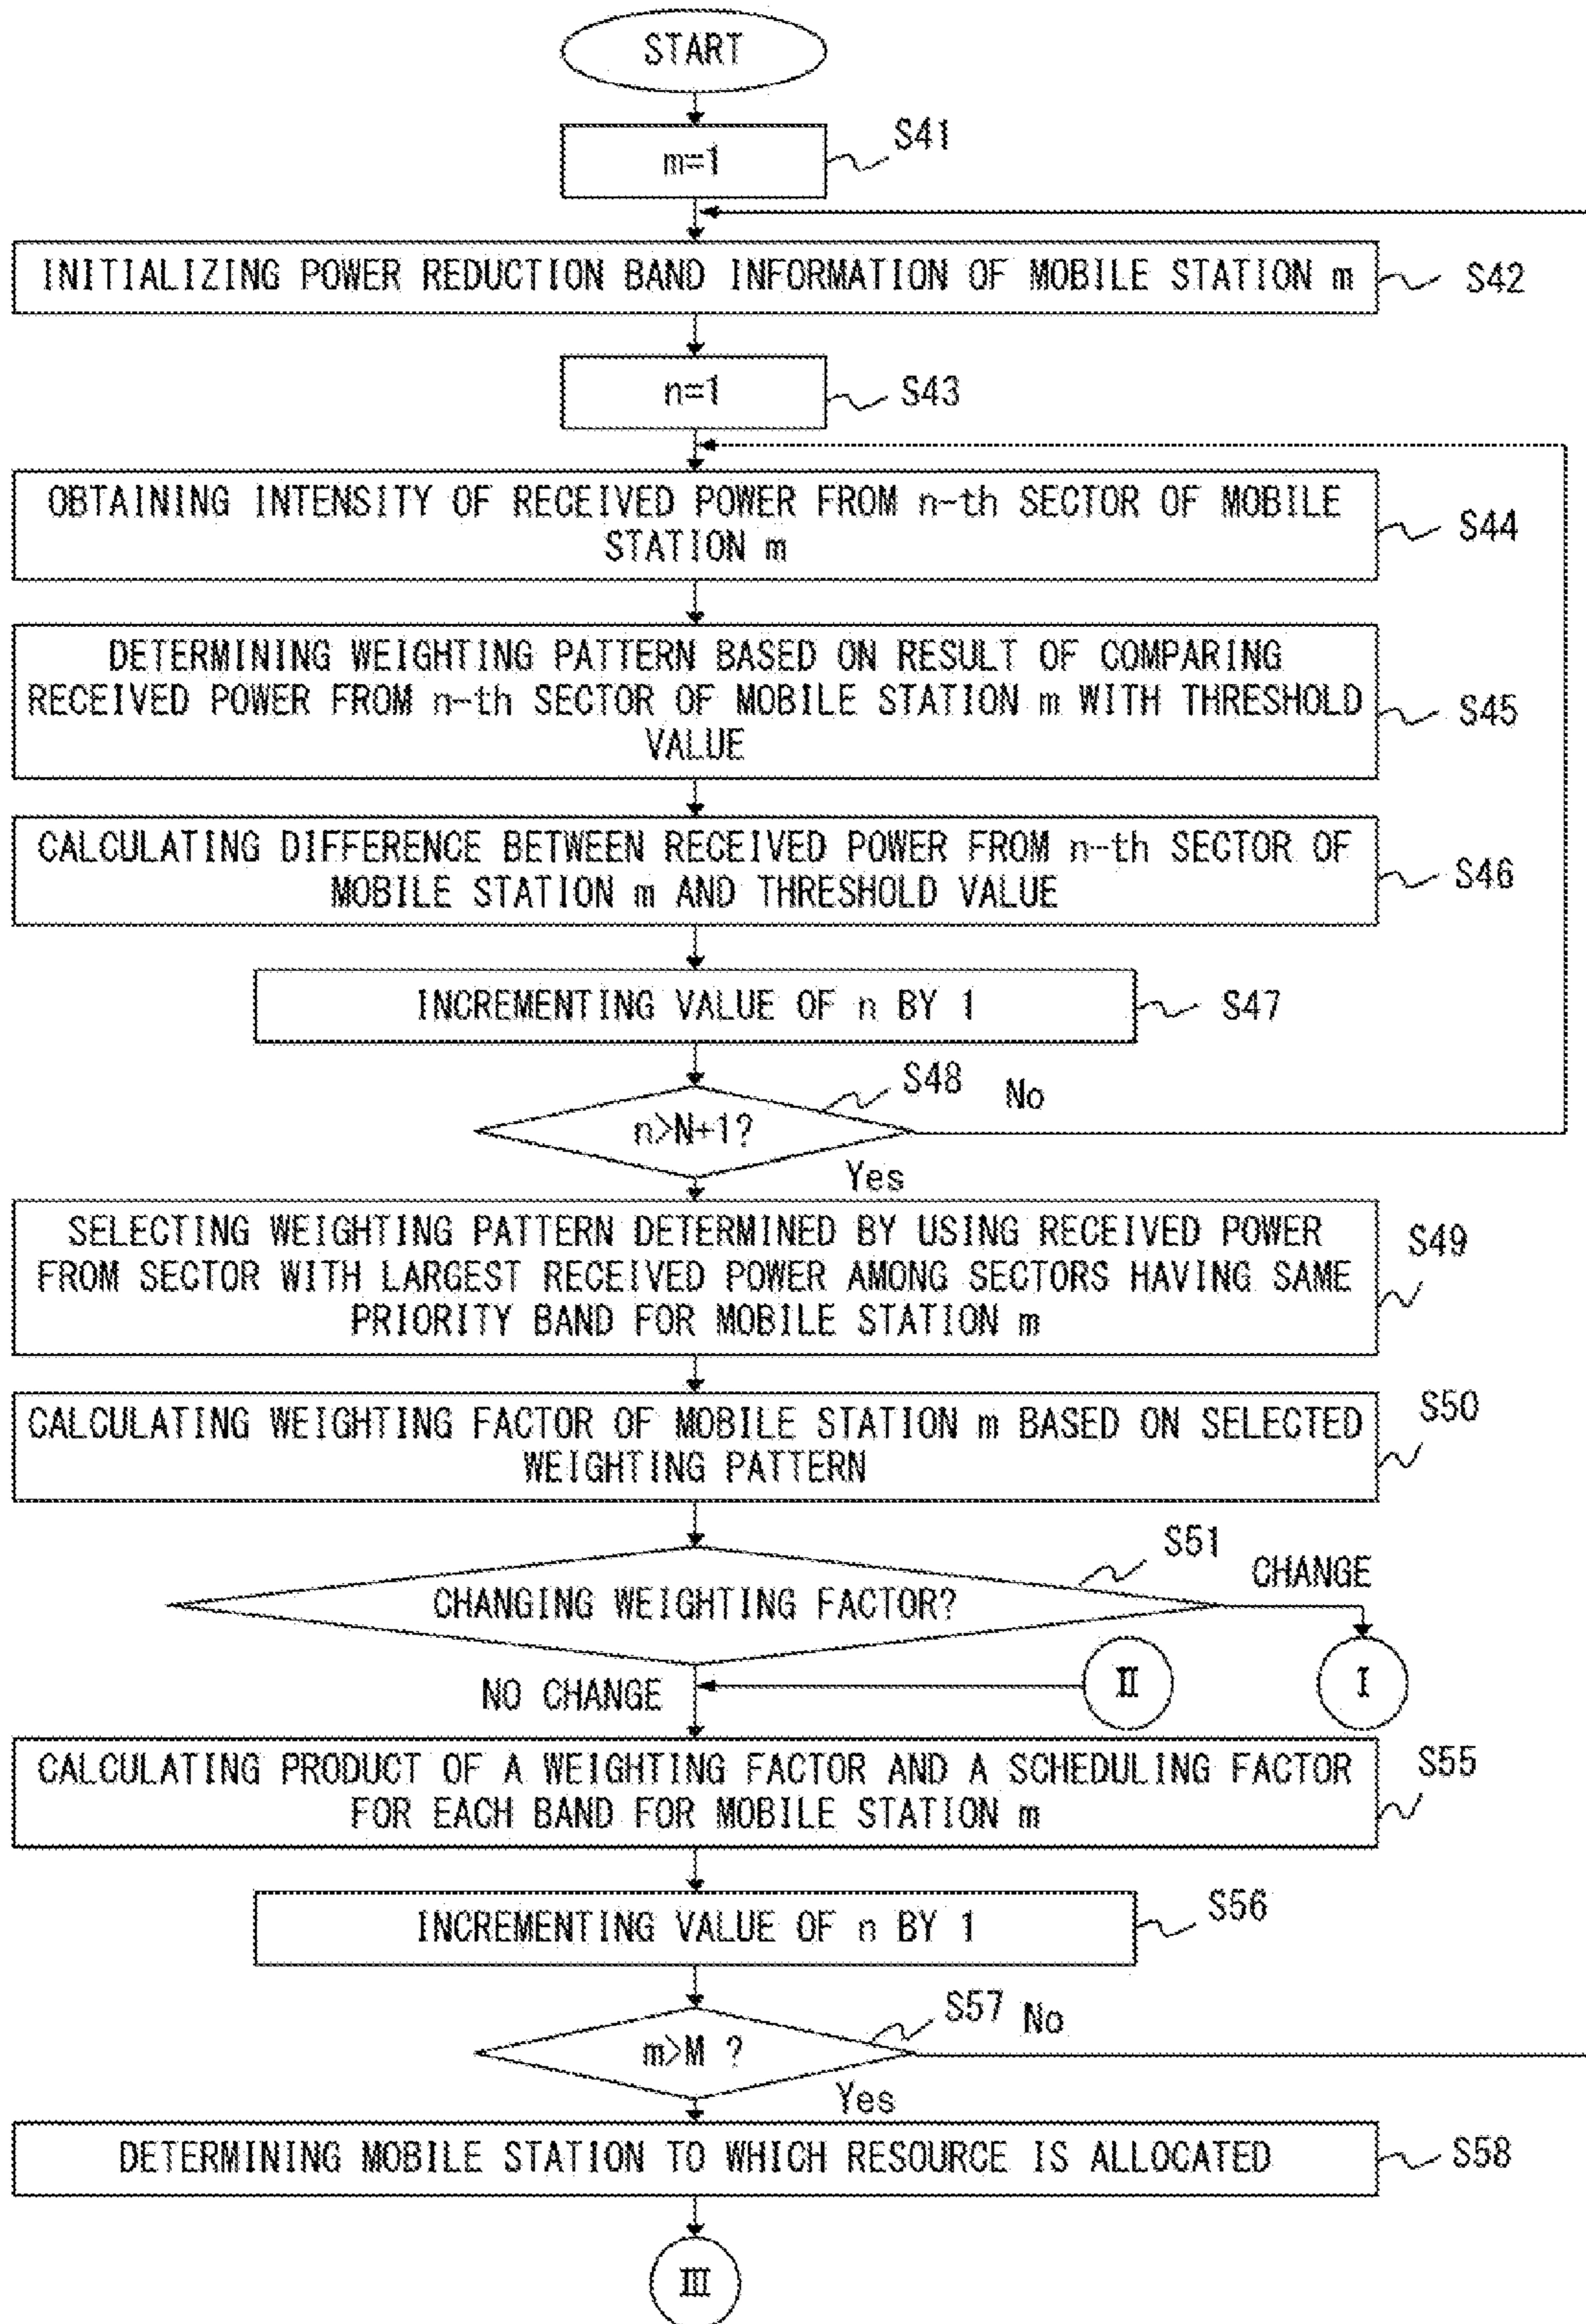 START
m=1
S41
INITIALIZING POWER REDUCTION BAND INFORMATION OF MOBILE STATION m
S42
n=1
S43
OBTAINING INTENSITY OF RECEIVED POWER FROM n-th SECTOR OF MOBILE
STATION m
S44
DETERMINING WEIGHTING PATTERN BASED ON RESULT OF COMPARING
RECEIVED POWER FROM n-th SECTOR OF MOBILE STATION m WITH THRESHOLD
VALUE
S45
CALCULATING DIFFERENCE BETWEEN RECEIVED POWER FROM n-th SECTOR OF
MOBILE STATION m AND THRESHOLD VALUE
S46
INCREMENTING VALUE OF n BY 1
S47
n>N+1?
S48
No
Yes
SELECTING WEIGHTING PATTERN DETERMINED BY USING RECEIVED POWER
FROM SECTOR WITH LARGEST RECEIVED POWER AMONG SECTORS HAVING SAME
PRIORITY BAND FOR MOBILE STATION m
S49
CALCULATING WEIGHTING FACTOR OF MOBILE STATION m BASED ON SELECTED
WEIGHTING PATTERN
S50
CHANGING WEIGHTING FACTOR?
S51
CHANGE
NO CHANGE
II
I
CALCULATING PRODUCT OF A WEIGHTING FACTOR AND A SCHEDULING FACTOR
FOR EACH BAND FOR MOBILE STATION m
S55
INCREMENTING VALUE OF n BY 1
S56
m>M ?
S57
No
Yes
DETERMINING MOBILE STATION TO WHICH RESOURCE IS ALLOCATED
S58
III